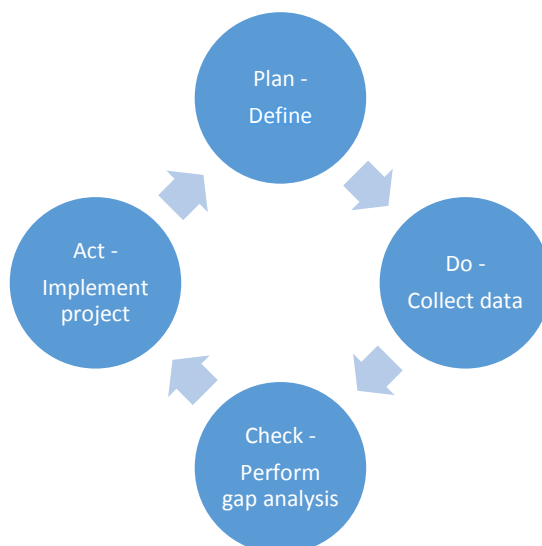 Plan -
Define
Do -
Collect data
Check -
Perform
gap analysis
Act -
Implement
project